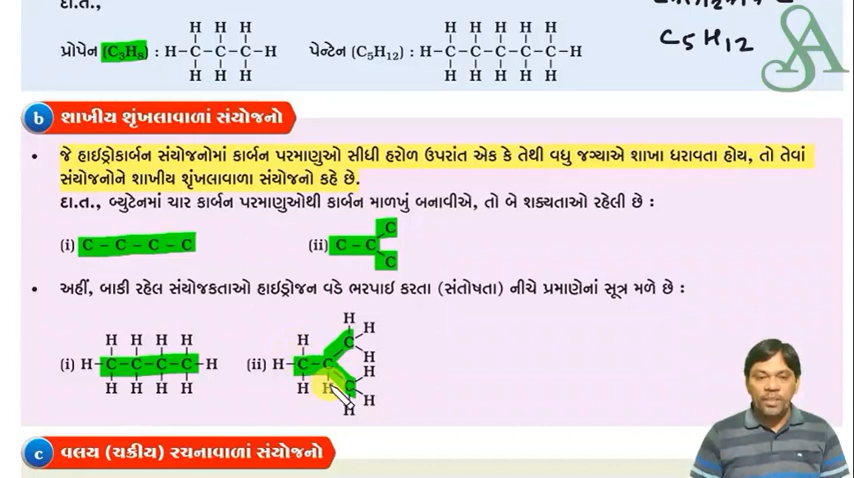 દા.ત.,
C5H12
H H H
H H H H H
પ્રોપેન (C₃H₈) : H–C–C–C–H પેન્ટેન (C₅H₁₂) : H–C–C–C–C–C–H
H H H
H H H H H
b શાખીય શૃંખલાવાળાં સંયોજનો
• જે હાઈડ્રોકાર્બન સંયોજનોમાં કાર્બન પરમાણુઓ સીધી હરોળ ઉપરાંત એક કે તેથી વધુ જગ્યાએ શાખા ધરાવતા હોય, તો તેવાં
સંયોજનોને શાખીય શૃંખલાવાળા સંયોજનો કહે છે.
દા.ત., બ્યુટેનમાં ચાર કાર્બન પરમાણુઓથી કાર્બન માળખું બનાવીએ, તો બે શક્યતાઓ રહેલી છે :
C
(i) C – C – C – C (ii) C – C
C
• અહીં, બાકી રહેલ સંયોજકતાઓ હાઈડ્રોજન વડે ભરપાઈ કરતા (સંતોષતા) નીચે પ્રમાણેનાં સૂત્ર મળે છે :
H
H
H H H H H C
H
(i) H–C–C–C–C–H (ii) H–C–C
H
H H H H H H C
H
H
c વલય (ચક્રીય) રચનાવાળાં સંયોજનો